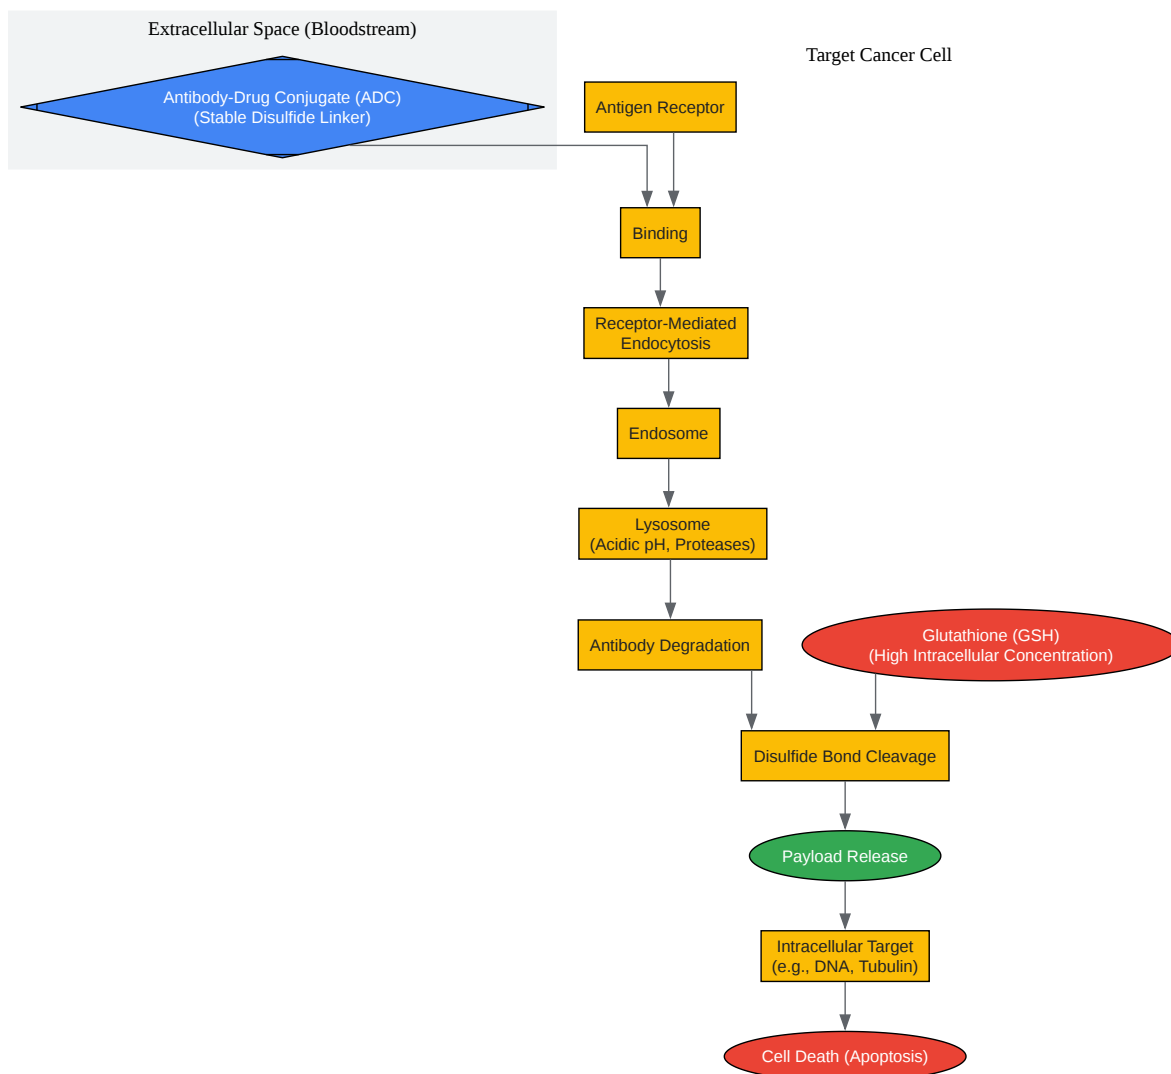 Extracellular Space (Bloodstream)
Target Cancer Cell
Antibody-Drug Conjugate (ADC)
(Stable Disulfide Linker)
Antigen Receptor
Binding
Receptor-Mediated
Endocytosis
Endosome
Lysosome
(Acidic pH, Proteases)
Antibody Degradation
Glutathione (GSH)
(High Intracellular Concentration)
Disulfide Bond Cleavage
Payload Release
Intracellular Target
(e.g., DNA, Tubulin)
Cell Death (Apoptosis)